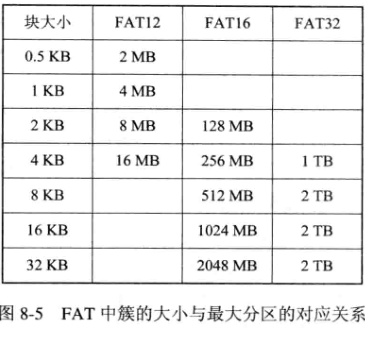 块大小 FAT12 FAT16 FAT32
0.5 KB 2 MB
1 KB 4 MB
2 KB 8 MB 128 MB
4 KB 16 MB 256 MB 1 TB
8 KB 512 MB 2 TB
16 KB 1024 MB 2 TB
32 KB 2048 MB 2 TB
图 8-5 FAT 中簇的大小与最大分区的对应关系